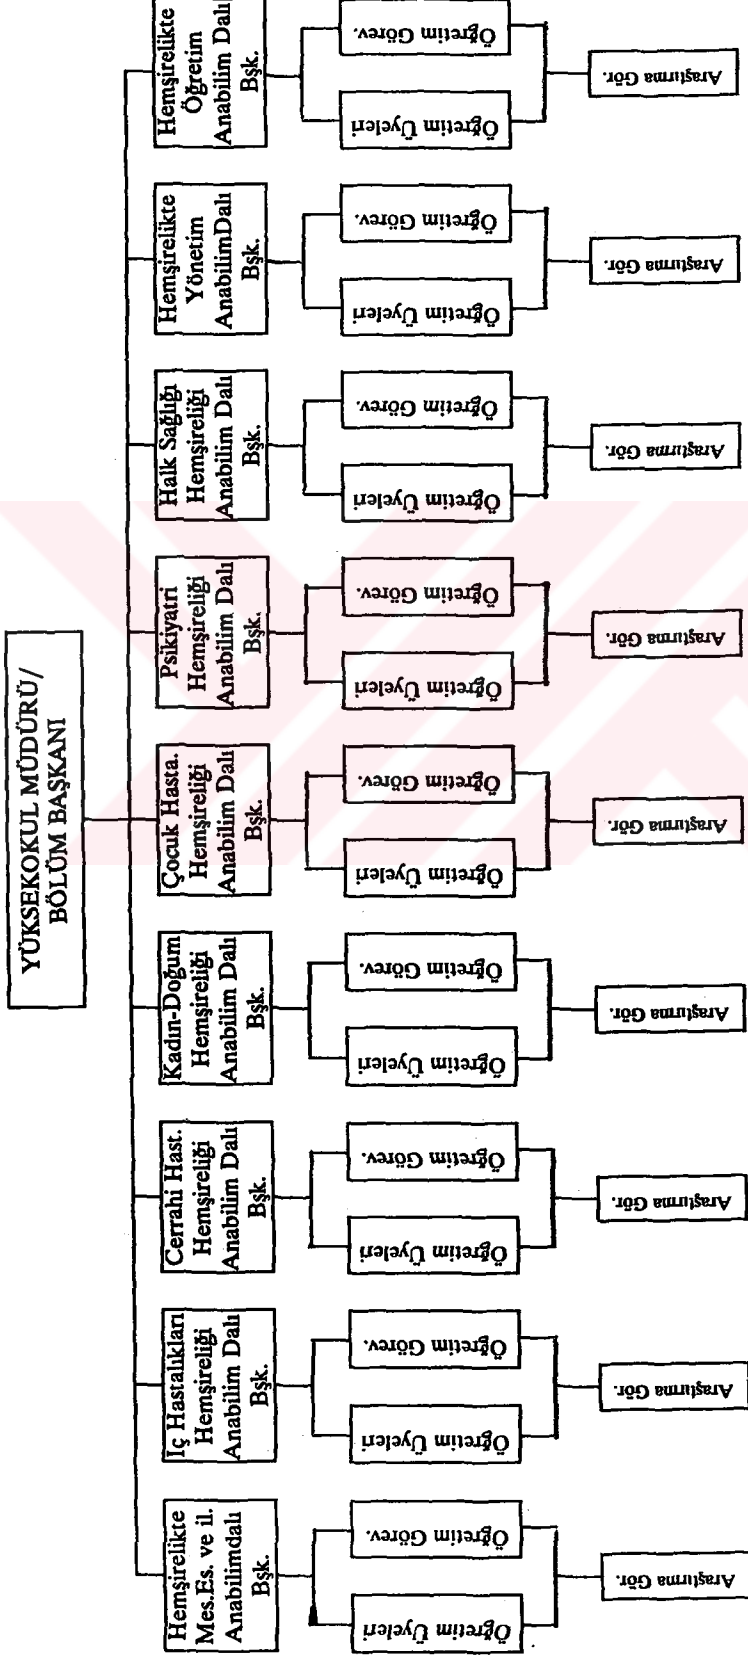 YÜKSEKOKUL MÜDÜRÜ/
BÖLÜM BAŞKANI
Hemşirelikte
Mes.Es. ve il.
Anabilimdalı
Bşk.
Öğretim Üyeleri
Öğretim Görev.
Araştırma Gör.
İç Hastalıkları
Hemşireliği
Anabilim Dalı
Bşk.
Öğretim Üyeleri
Öğretim Görev.
Araştırma Gör.
Cerrahi Hast.
Hemşireliği
Anabilim Dalı
Bşk.
Öğretim Üyeleri
Öğretim Görev.
Araştırma Gör.
Kadın-Doğum
Hemşireliği
Anabilim Dalı
Bşk.
Öğretim Üyeleri
Öğretim Görev.
Araştırma Gör.
Çocuk Hasta.
Hemşireliği
Anabilim Dalı
Bşk.
Öğretim Üyeleri
Öğretim Görev.
Araştırma Gör.
Psikiyatri
Hemşireliği
Anabilim Dalı
Bşk.
Öğretim Üyeleri
Öğretim Görev.
Araştırma Gör.
Halk Sağlığı
Hemşireliği
Anabilim Dalı
Bşk.
Öğretim Üyeleri
Öğretim Görev.
Araştırma Gör.
Hemşirelikte
Yönetim
AnabilimDalı
Bşk.
Öğretim Üyeleri
Öğretim Görev.
Araştırma Gör.
Hemşirelikte
Öğretim
Anabilim Dalı
Bşk.
Öğretim Üyeleri
Öğretim Görev.
Araştırma Gör.